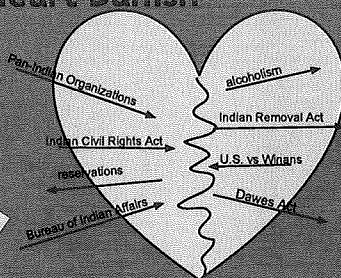 Pan-Indian Organizations
Indian Civil Rights Act
reservations
Bureau of Indian Affairs
alcoholism
Indian Removal Act
U.S. vs Winans
Dawes Act